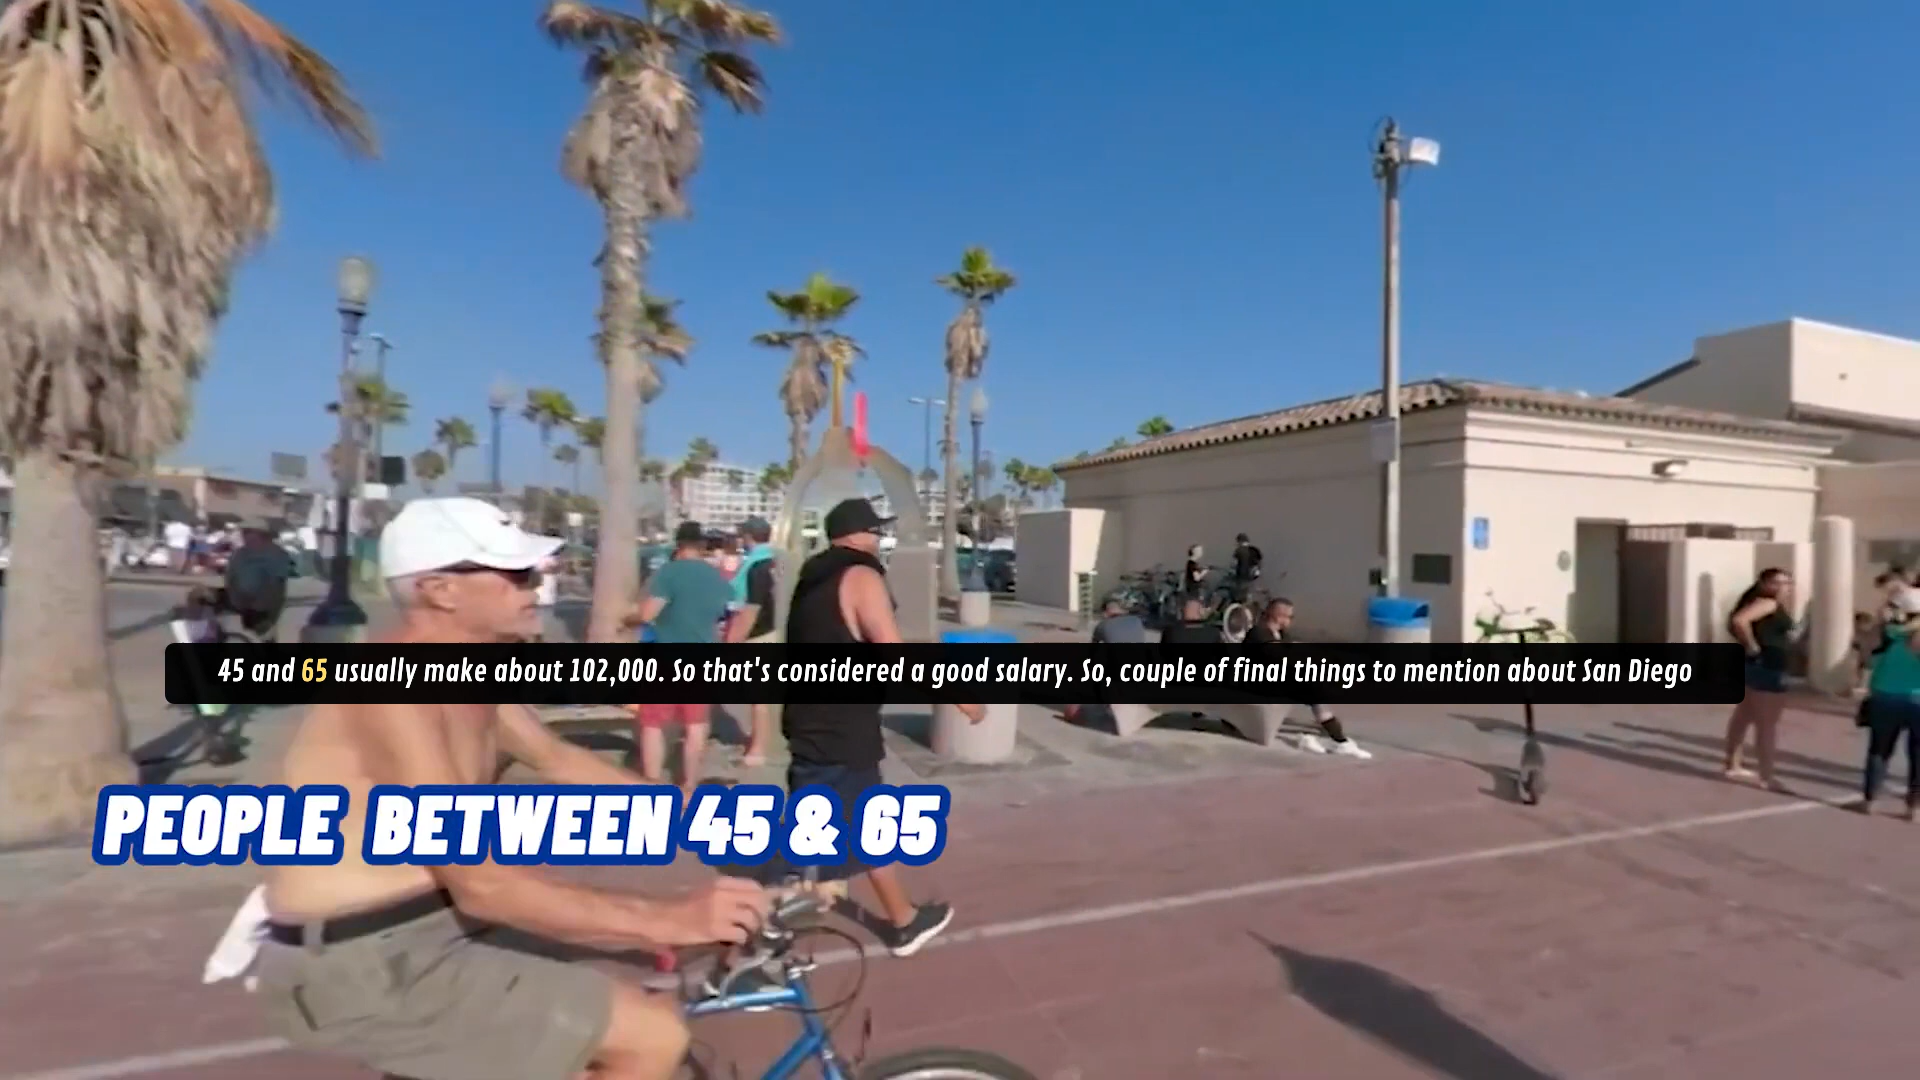 45 and 65 usually make about 102,000. So that's considered a good salary. So, couple of final things to mention about San Diego
PEOPLE BETWEEN 45 & 65